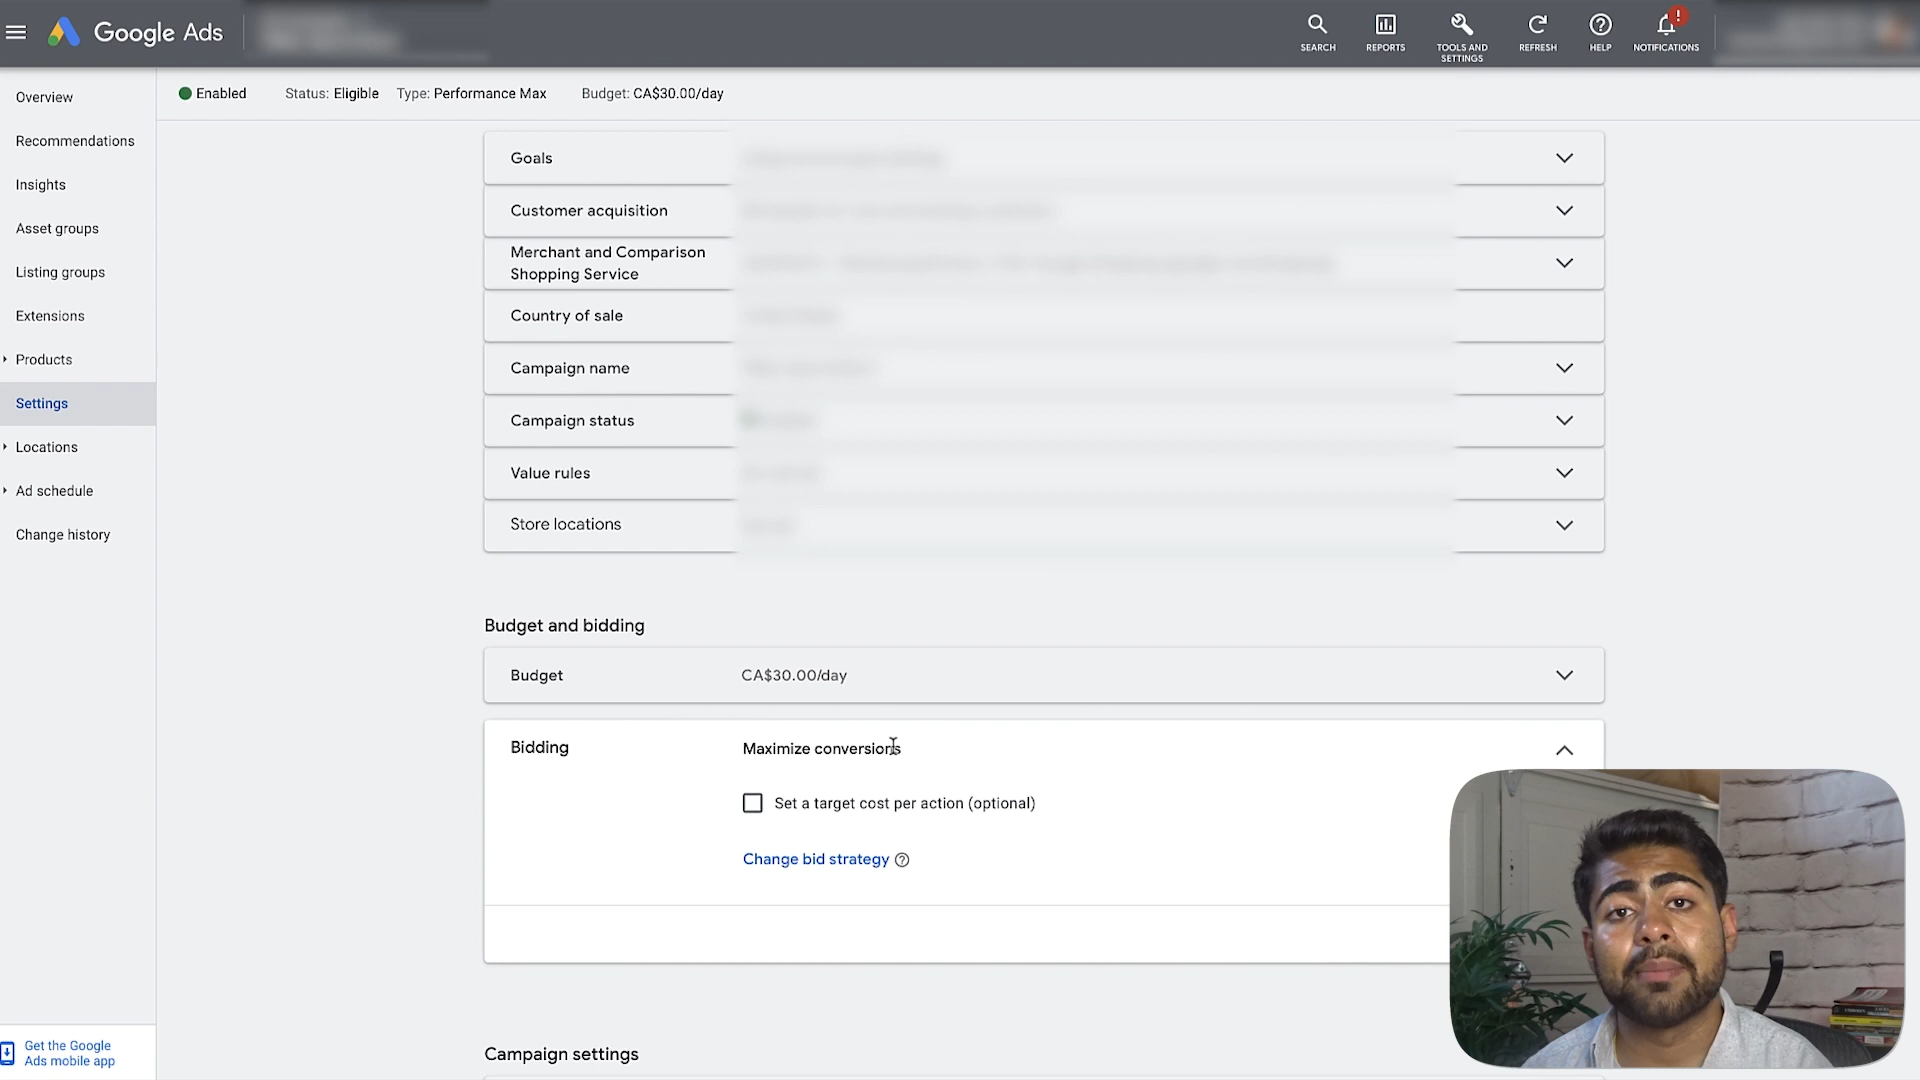 Google Ads
SEARCH
REPORTS
TOOLS AND
SETTINGS
REFRESH
HELP
!
NOTIFICATIONS
Enabled
Status: Eligible
Type: Performance Max
Budget: CA$30.00/day
Overview
Recommendations
Insights
Asset groups
Listing groups
Extensions
Products
Settings
Locations
Ad schedule
Change history
Get the Google
Ads mobile app
Goals
Customer acquisition
Merchant and Comparison
Shopping Service
Country of sale
Campaign name
Campaign status
Value rules
Store locations
Budget and bidding
Budget
CA$30.00/day
Bidding
Maximize conversions
Set a target cost per action (optional)
Change bid strategy ?
Campaign settings